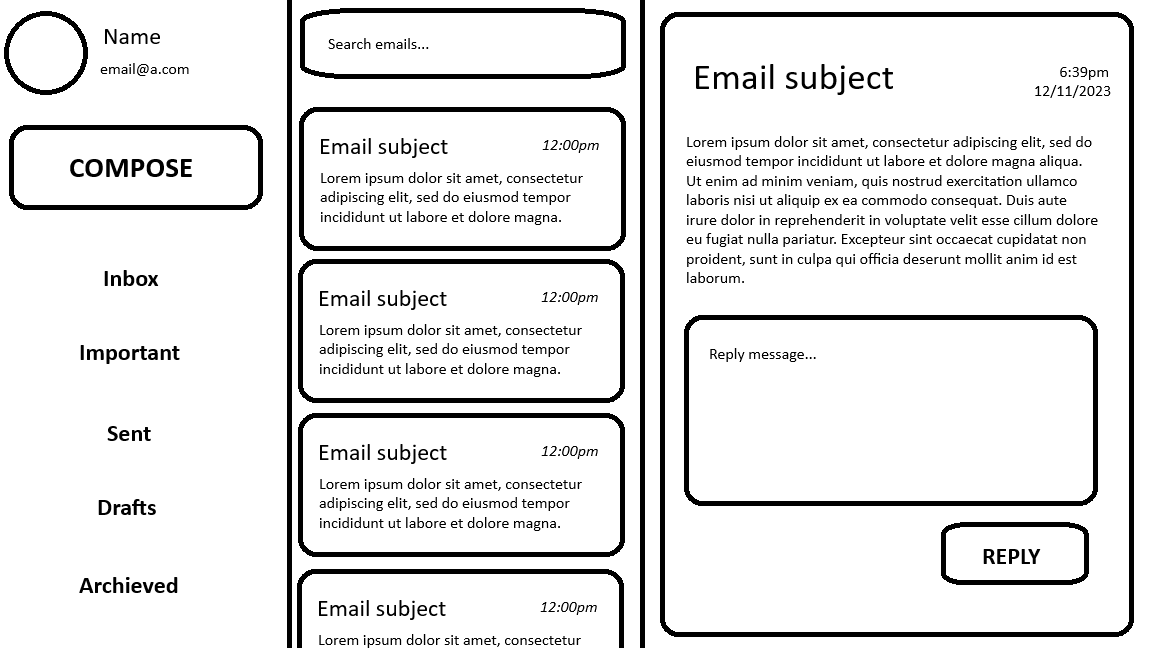 Name
email@a.com
COMPOSE
Inbox
Important
Sent
Drafts
Archieved
Search emails...
Email subject
12:00pm
Lorem ipsum dolor sit amet, consectetur
adipiscing elit, sed do eiusmod tempor
incididunt ut labore et dolore magna.
Email subject
12:00pm
Lorem ipsum dolor sit amet, consectetur
adipiscing elit, sed do eiusmod tempor
incididunt ut labore et dolore magna.
Email subject
12:00pm
Lorem ipsum dolor sit amet, consectetur
adipiscing elit, sed do eiusmod tempor
incididunt ut labore et dolore magna.
Email subject
12:00pm
Lorem ipsum dolor sit amet, consectetur
Email subject
6:39pm
12/11/2023
Lorem ipsum dolor sit amet, consectetur adipiscing elit, sed do
eiusmod tempor incididunt ut labore et dolore magna aliqua.
Ut enim ad minim veniam, quis nostrud exercitation ullamco
laboris nisi ut aliquip ex ea commodo consequat. Duis aute
irure dolor in reprehenderit in voluptate velit esse cillum dolore
eu fugiat nulla pariatur. Excepteur sint occaecat cupidatat non
proident, sunt in culpa qui officia deserunt mollit anim id est
laborum.
Reply message...
REPLY